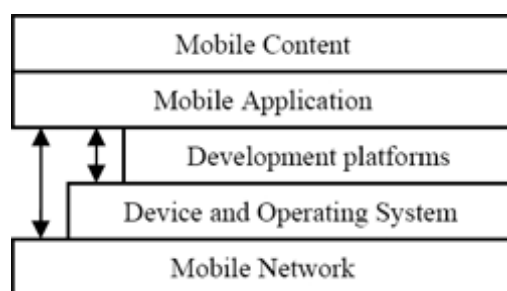 Mobile Content
Mobile Application
Development platforms
Device and Operating System
Mobile Network